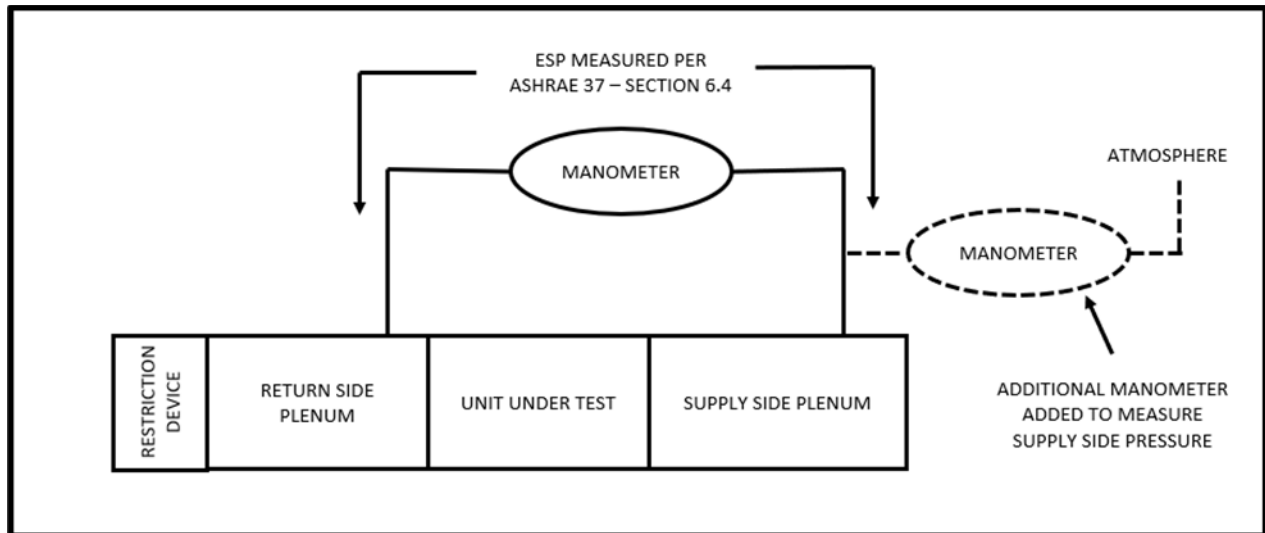 ESP MEASURED PER
ASHRAE 37 – SECTION 6.4
MANOMETER
ATMOSPHERE
MANOMETER
RESTRICTION
DEVICE
RETURN SIDE
PLENUM
UNIT UNDER TEST
SUPPLY SIDE PLENUM
ADDITIONAL MANOMETER
ADDED TO MEASURE
SUPPLY SIDE PRESSURE